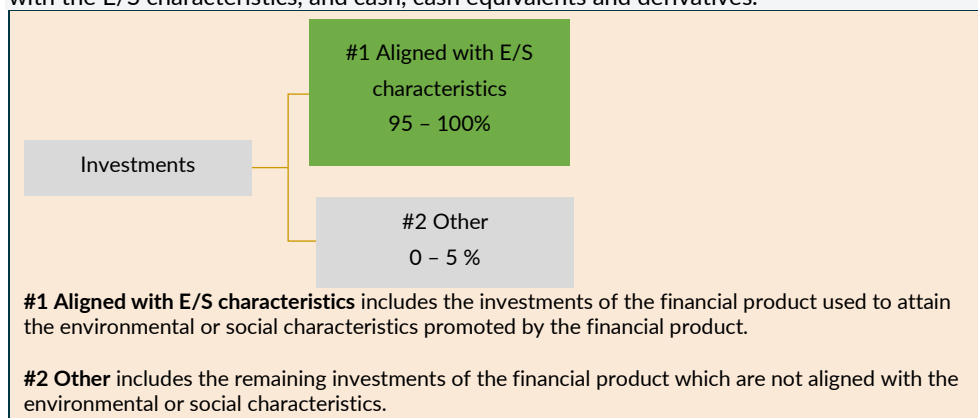 with the E/S characteristics, and cash, cash equivalents and derivatives.
#1 Aligned with E/S
characteristics
95 – 100%
Investments
#2 Other
0 – 5 %
#1 Aligned with E/S characteristics includes the investments of the financial product used to attain
the environmental or social characteristics promoted by the financial product.
#2 Other includes the remaining investments of the financial product which are not aligned with the
environmental or social characteristics.